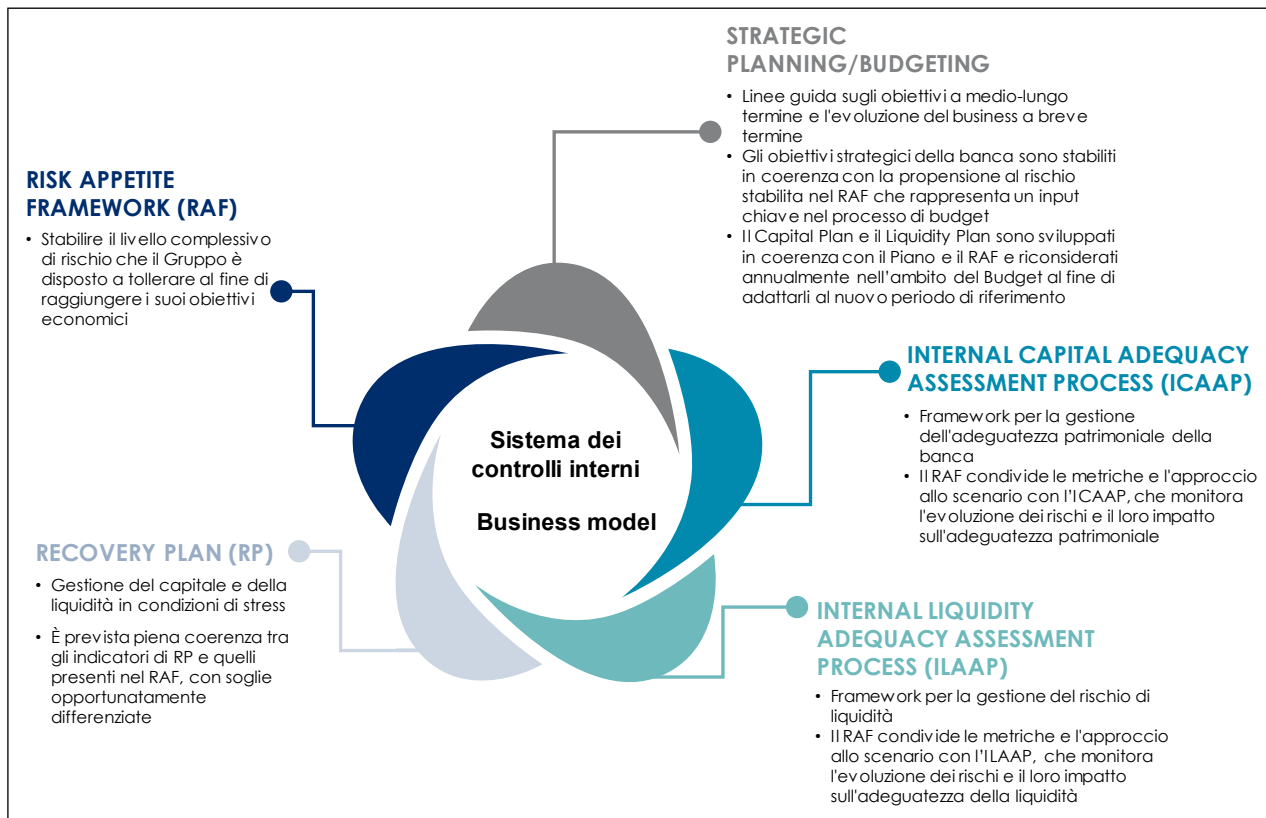 STRATEGIC
PLANNING/BUDGETING
• Linee guida sugli obiettivi a medio-lungo
termine e l'evoluzione del business a breve
termine
• Gli obiettivi strategici della banca sono stabiliti
in coerenza con la propensione al rischio
stabilita nel RAF che rappresenta un input
chiave nel processo di budget
• Il Capital Plan e il Liquidity Plan sono sviluppati
in coerenza con il Piano e il RAF e riconsiderati
annualmente nell'ambito del Budget al fine di
adattarli al nuovo periodo di riferimento
RISK APPETITE
FRAMEWORK (RAF)
• Stabilire il livello complessivo
di rischio che il Gruppo è
disposto a tollerare al fine di
raggiungere i suoi obiettivi
economici
INTERNAL CAPITAL ADEQUACY
ASSESSMENT PROCESS (ICAAP)
• Framework per la gestione
dell'adeguatezza patrimoniale della
banca
• Il RAF condivide le metriche e l'approccio
allo scenario con l'ICAAP, che monitora
l'evoluzione dei rischi e il loro impatto
sull'adeguatezza patrimoniale
Sistema dei
controlli interni
Business model
RECOVERY PLAN (RP)
• Gestione del capitale e della
liquidità in condizioni di stress
• È prevista piena coerenza tra
gli indicatori di RP e quelli
presenti nel RAF, con soglie
opportunatamente
differenziate
INTERNAL LIQUIDITY
ADEQUACY ASSESSMENT
PROCESS (ILAAP)
• Framework per la gestione del rischio di
liquidità
• Il RAF condivide le metriche e l'approccio
allo scenario con l'ILAAP, che monitora
l'evoluzione dei rischi e il loro impatto
sull'adeguatezza della liquidità